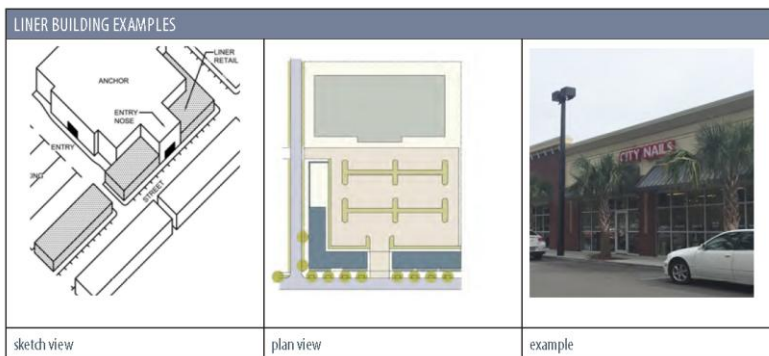 LINER BUILDING EXAMPLES
LINER
RETAIL
ANCHOR
ENTRY
NOSE
ENTRY
STREET
CITY NAILS
sketch view
plan view
example